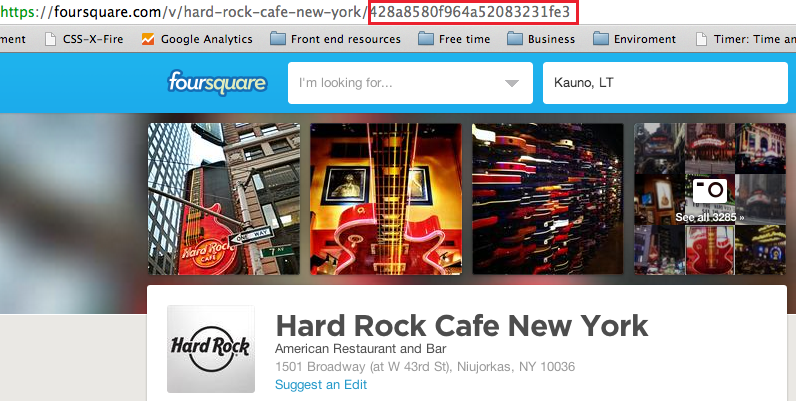 https://foursquare.com/v/hard-rock-cafe-new-york/428a8580f964a52083231fe3
ment CSS-X-Fire Google Analytics Front end resources Free time Business Enviroment Timer: Time an
foursquare I'm looking for... Kauno, LT
ONE WAY
7 AV
Hard Rock
CAFE
See all 3285 »
Hard Rock
Hard Rock Cafe New York
American Restaurant and Bar
1501 Broadway (at W 43rd St), Niujorkas, NY 10036
Suggest an Edit